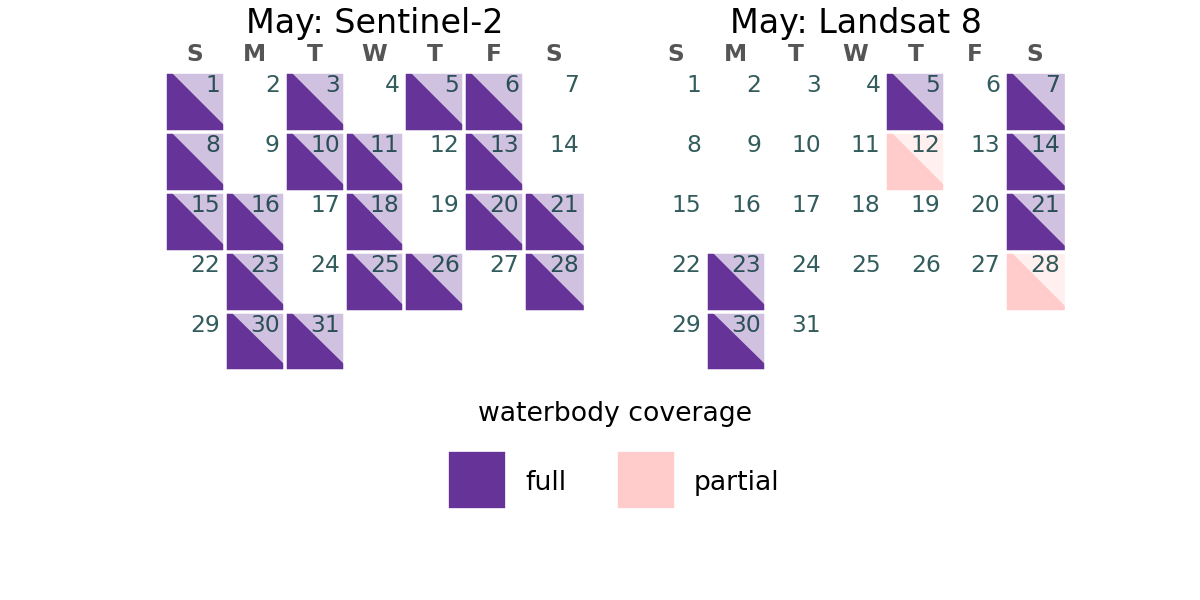 May: Sentinel-2
S M T W T F S
1 2 3 4 5 6 7
8 9 10 11 12 13 14
15 16 17 18 19 20 21
22 23 24 25 26 27 28
29 30 31
May: Landsat 8
S M T W T F S
1 2 3 4 5 6 7
8 9 10 11 12 13 14
15 16 17 18 19 20 21
22 23 24 25 26 27 28
29 30 31
waterbody coverage
full partial